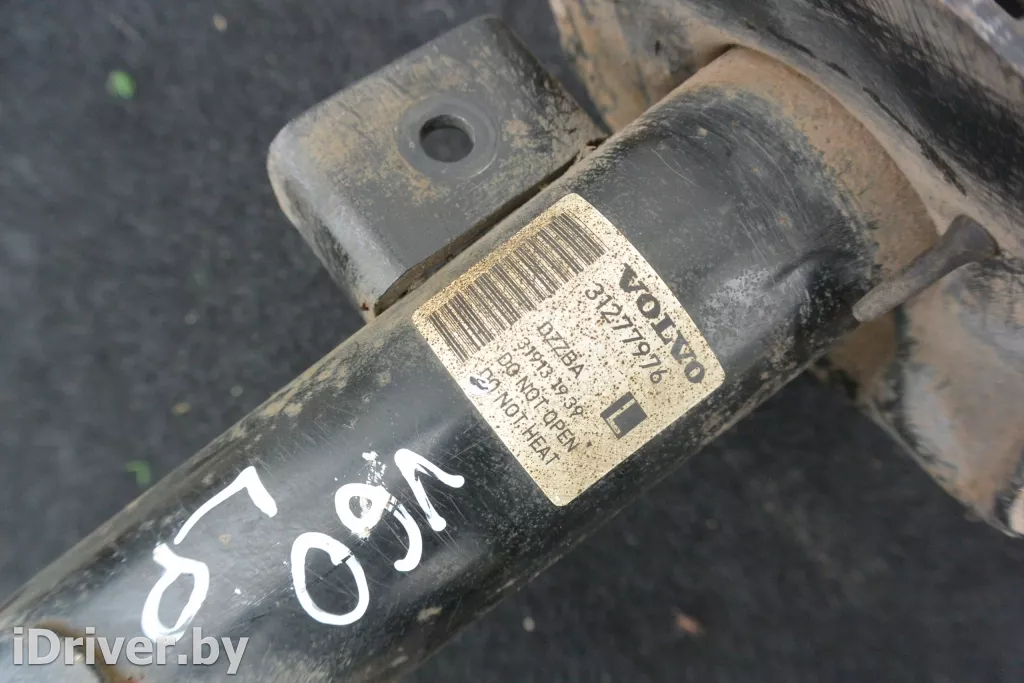 VOLVO
31277976
L
DZZBA
31913.19.39
DO NOT OPEN
DO NOT HEAT
V60
iDriver.by